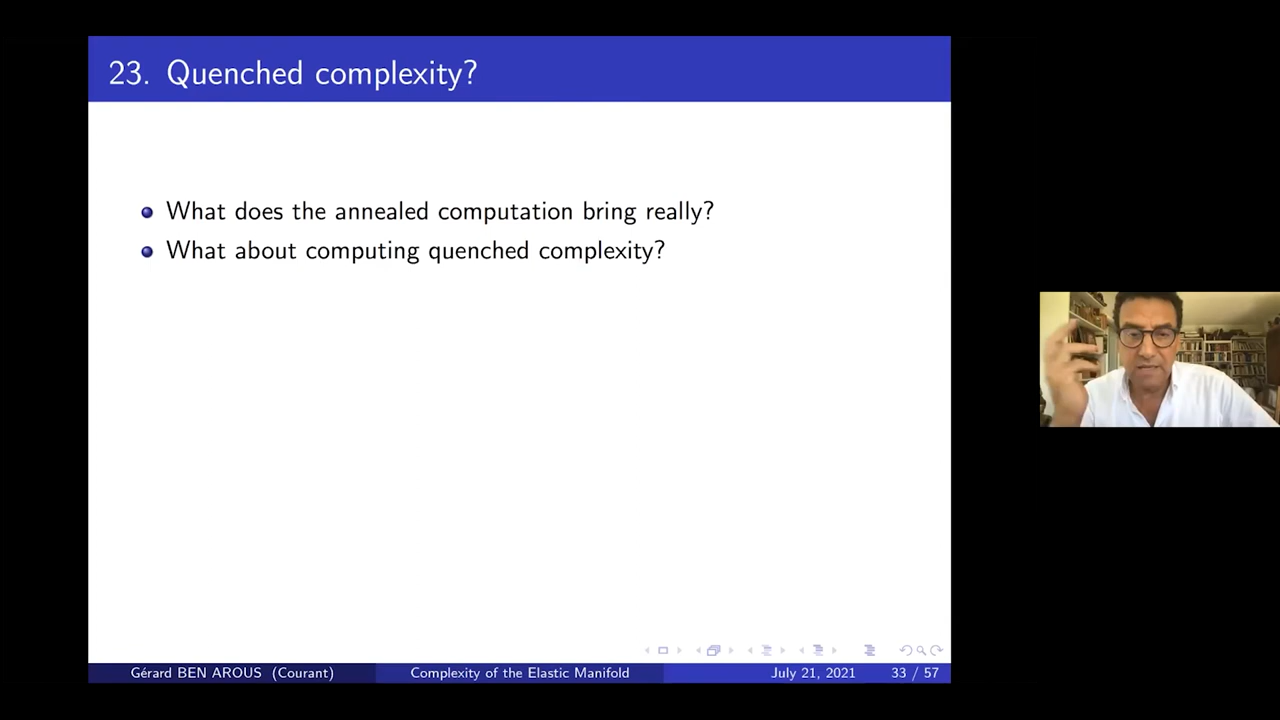 23. Quenched complexity?
What does the annealed computation bring really?
What about computing quenched complexity?
Gérard BEN AROUS (Courant) Complexity of the Elastic Manifold July 21, 2021 33 / 57